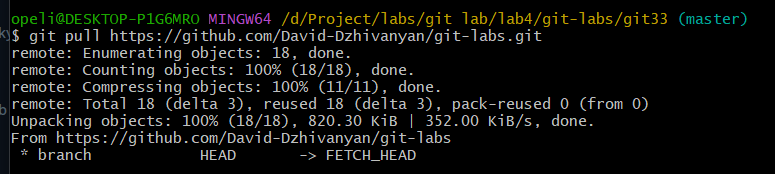 opeli@DESKTOP-P1G6MRO MINGW64 /d/Project/labs/git lab/lab4/git-labs/git33 (master)
$ git pull https://github.com/David-Dzhivanyan/git-labs.git
remote: Enumerating objects: 18, done.
remote: Counting objects: 100% (18/18), done.
remote: Compressing objects: 100% (11/11), done.
remote: Total 18 (delta 3), reused 18 (delta 3), pack-reused 0 (from 0)
Unpacking objects: 100% (18/18), 820.30 KiB | 352.00 KiB/s, done.
From https://github.com/David-Dzhivanyan/git-labs
 * branch            HEAD       -> FETCH_HEAD